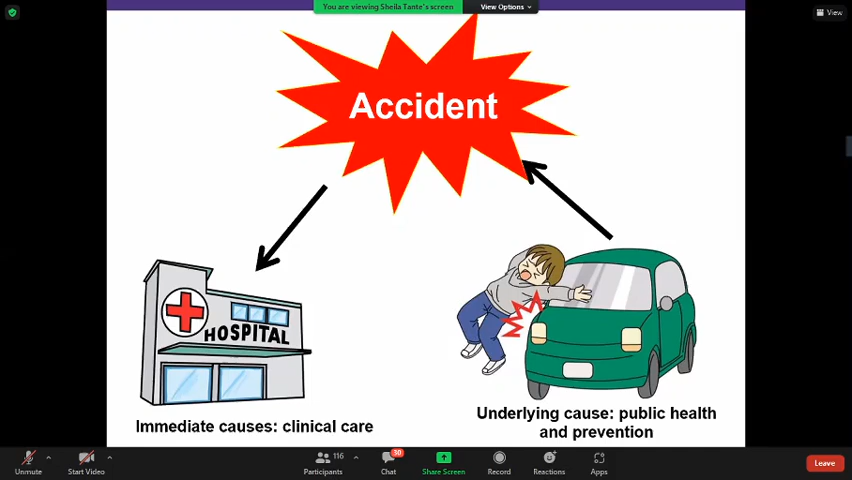 You are viewing Sheila Tante's screen
View Options
View
Accident
HOSPITAL
Immediate causes: clinical care
Underlying cause: public health
and prevention
Unmute
Start Video
116
Participants
30
Chat
Share Screen
Record
Reactions
Apps
Leave